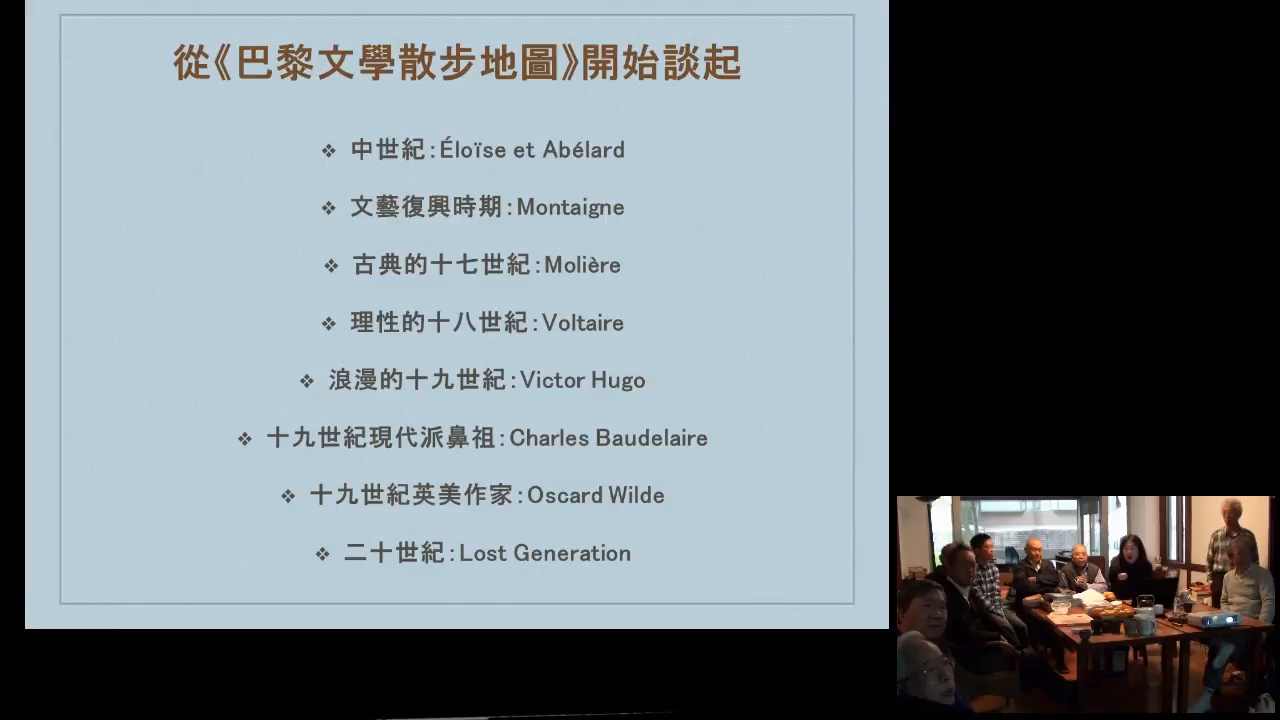 從《巴黎文學散步地圖》開始談起
❖ 中世紀:Éloïse et Abélard
❖ 文藝復興時期:Montaigne
❖ 古典的十七世紀:Molière
❖ 理性的十八世紀:Voltaire
❖ 浪漫的十九世紀:Victor Hugo
❖ 十九世紀現代派鼻祖:Charles Baudelaire
❖ 十九世紀英美作家:Oscard Wilde
❖ 二十世紀:Lost Generation